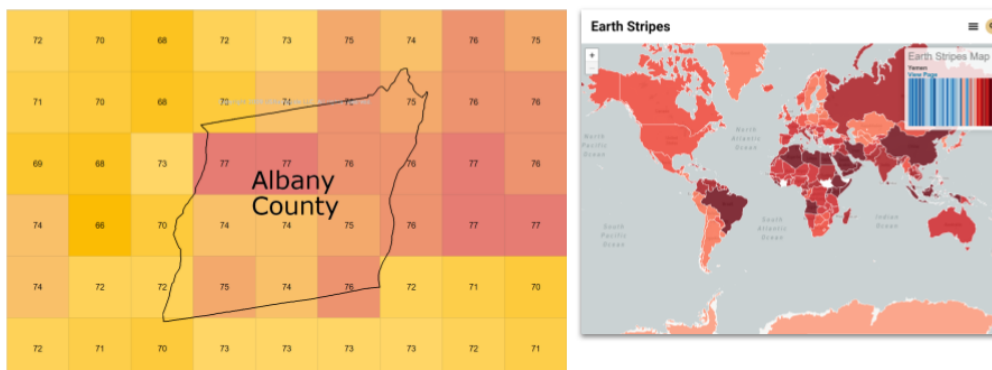 72 70 68 72 73 75 74 76 75
71 70 68 74 75 76 76
69 68 73 77 77 76 76 77 76
Albany
County
74 66 70 74 74 75 76 77 77
74 72 72 75 74 76 72 71 70
72 71 70 73 73 73 73 72 71
Earth Stripes
+
Earth Stripes Map
Yemen
View Page
North
Pacific
Ocean
North
Atlantic
Ocean
South
Pacific
Ocean
South
Atlantic
Ocean
Indian
Ocean